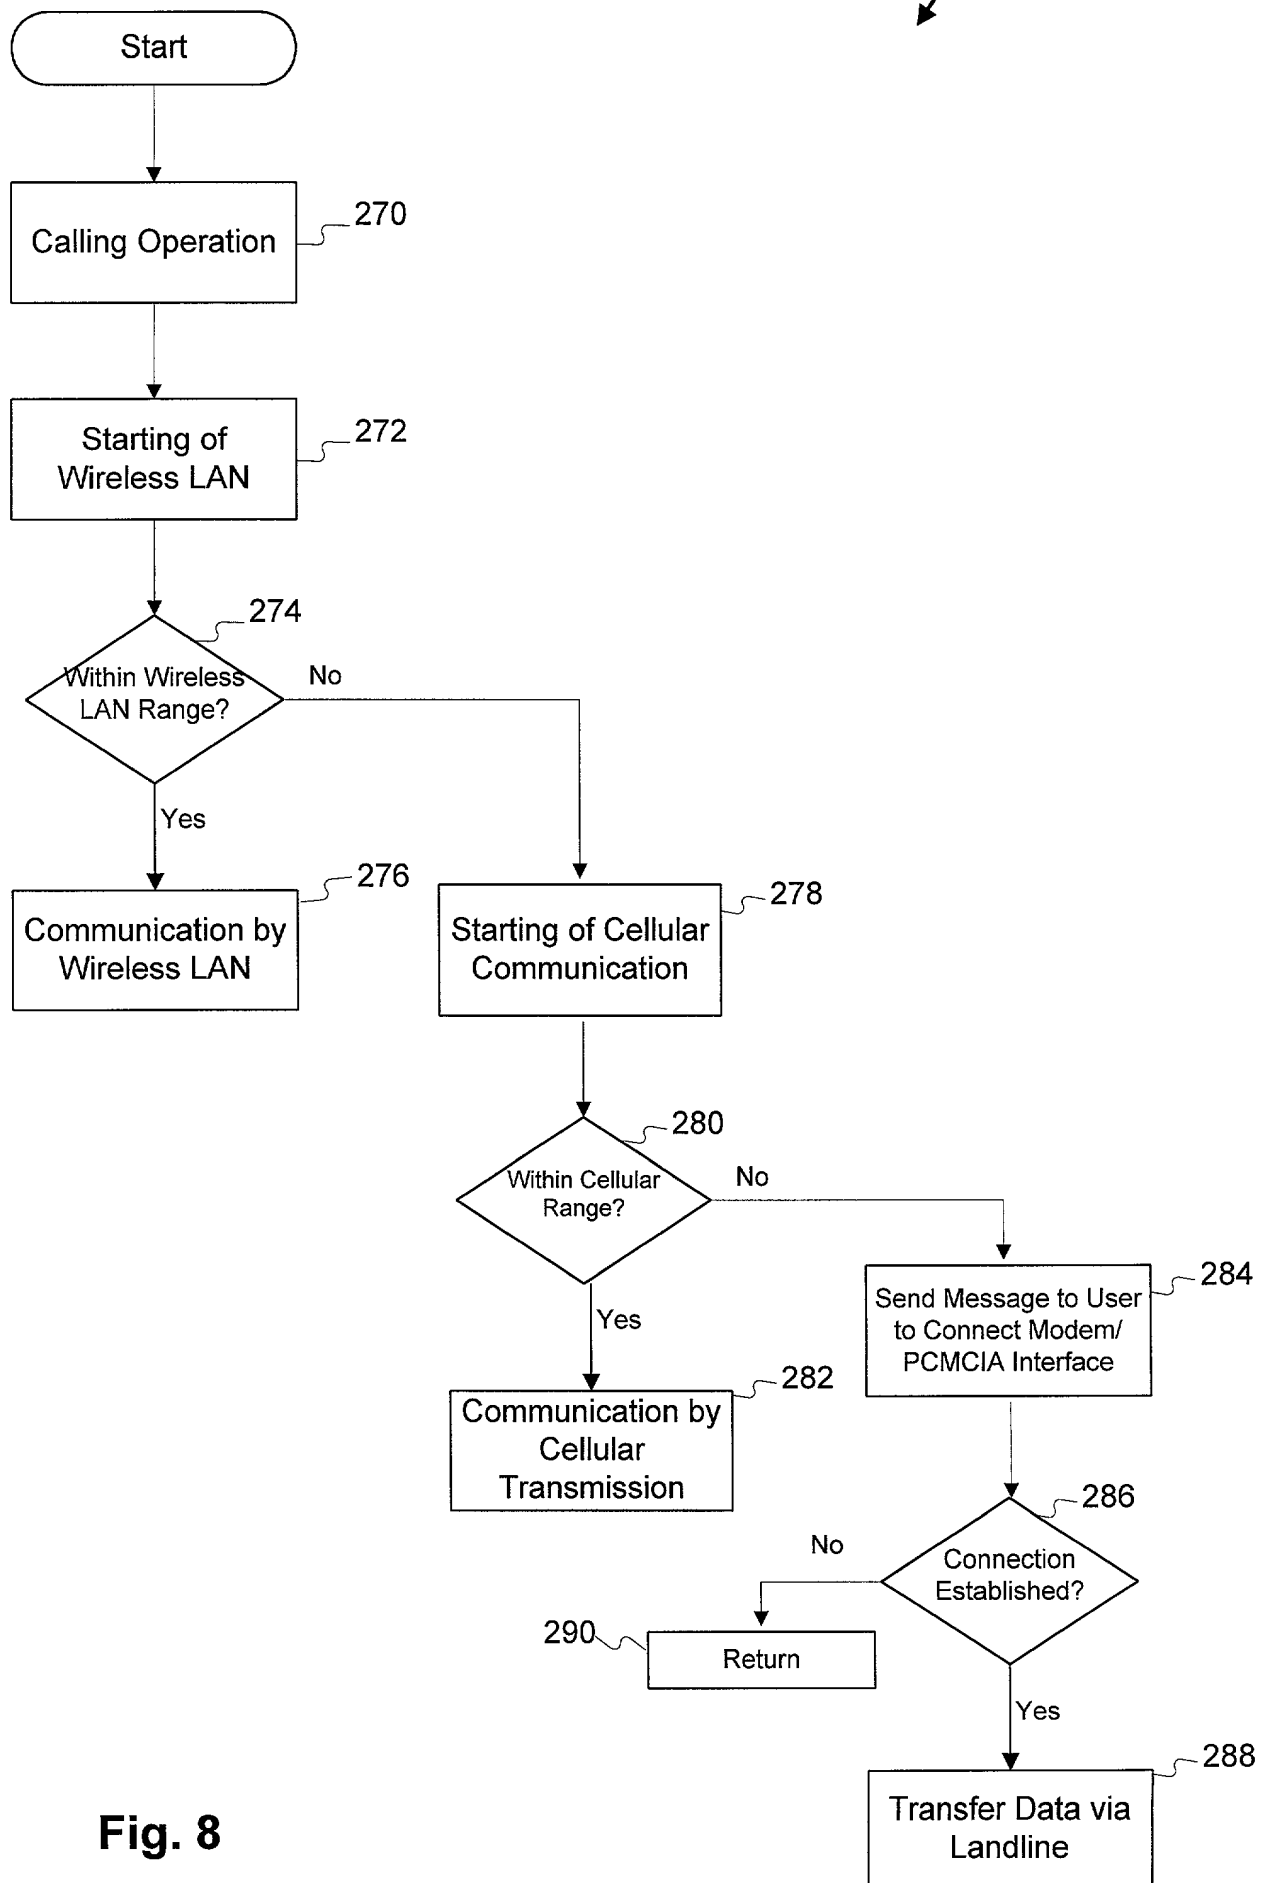 Start
Calling Operation
270
Starting of
Wireless LAN
272
274
Within Wireless
LAN Range?
No
Yes
276
Communication by
Wireless LAN
278
Starting of Cellular
Communication
280
Within Cellular
Range?
No
Yes
284
Send Message to User
to Connect Modem/
PCMCIA Interface
282
Communication by
Cellular
Transmission
286
Connection
Established?
No
290
Return
Yes
288
Transfer Data via
Landline
Fig. 8